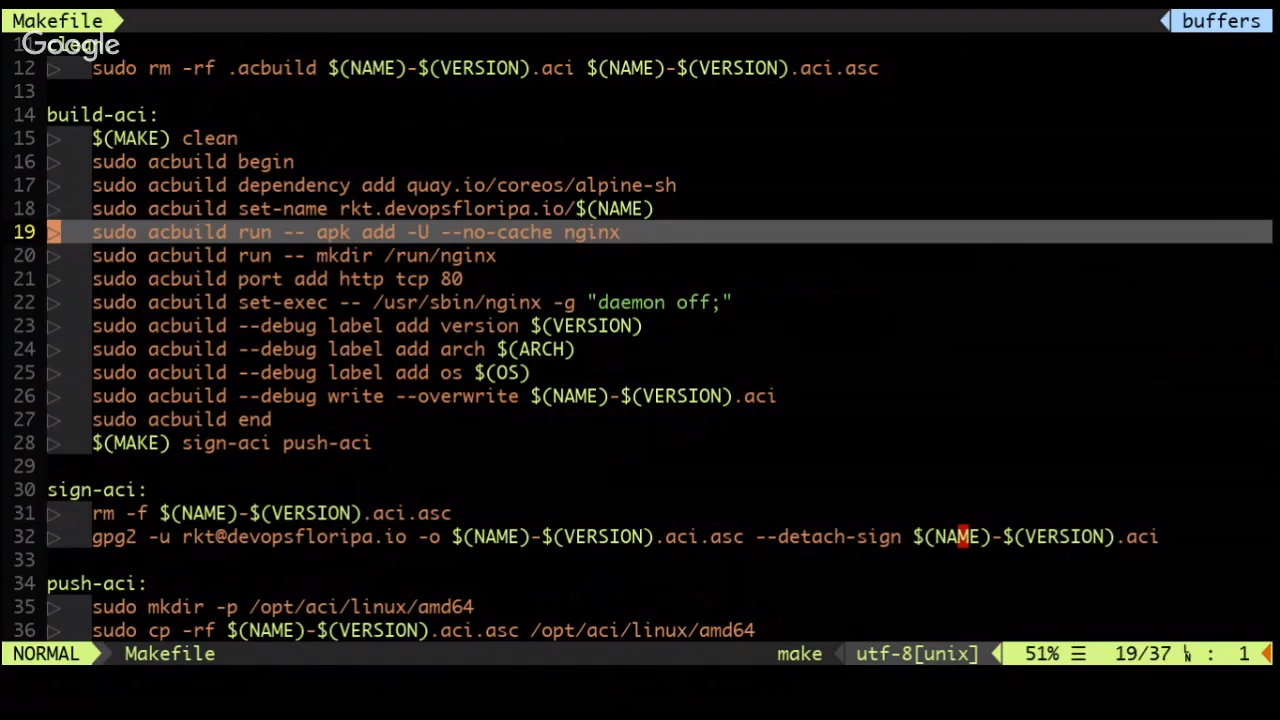 Makefile buffers
11
Google
12 sudo rm -rf .acbuild $(NAME)-$(VERSION).aci $(NAME)-$(VERSION).aci.asc
13
14 build-aci:
15 $(MAKE) clean
16 sudo acbuild begin
17 sudo acbuild dependency add quay.io/coreos/alpine-sh
18 sudo acbuild set-name rkt.devopsfloripa.io/$(NAME)
19 sudo acbuild run -- apk add -U --no-cache nginx
20 sudo acbuild run -- mkdir /run/nginx
21 sudo acbuild port add http tcp 80
22 sudo acbuild set-exec -- /usr/sbin/nginx -g "daemon off;"
23 sudo acbuild --debug label add version $(VERSION)
24 sudo acbuild --debug label add arch $(ARCH)
25 sudo acbuild --debug label add os $(OS)
26 sudo acbuild --debug write --overwrite $(NAME)-$(VERSION).aci
27 sudo acbuild end
28 $(MAKE) sign-aci push-aci
29
30 sign-aci:
31 rm -f $(NAME)-$(VERSION).aci.asc
32 gpg2 -u rkt@devopsfloripa.io -o $(NAME)-$(VERSION).aci.asc --detach-sign $(NAME)-$(VERSION).aci
33
34 push-aci:
35 sudo mkdir -p /opt/aci/linux/amd64
36 sudo cp -rf $(NAME)-$(VERSION).aci.asc /opt/aci/linux/amd64
NORMAL Makefile make utf-8[unix] 51% ☰ 19/37 ㏑ : 1